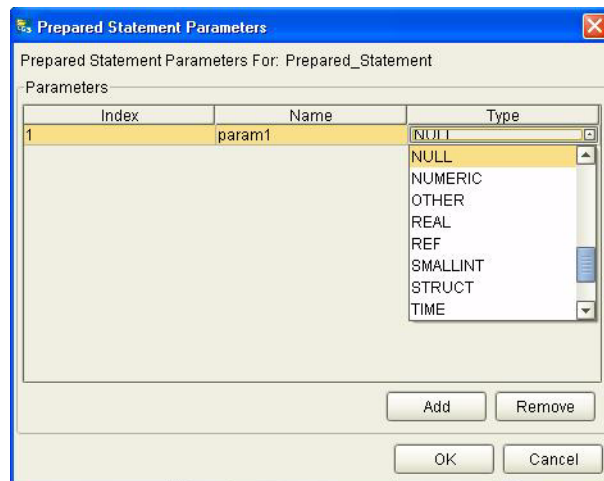 Prepared Statement Parameters
Prepared Statement Parameters For: Prepared_Statement
Parameters
Index Name Type
1 param1 NULL
NULL
NUMERIC
OTHER
REAL
REF
SMALLINT
STRUCT
TIME
Add Remove
OK Cancel